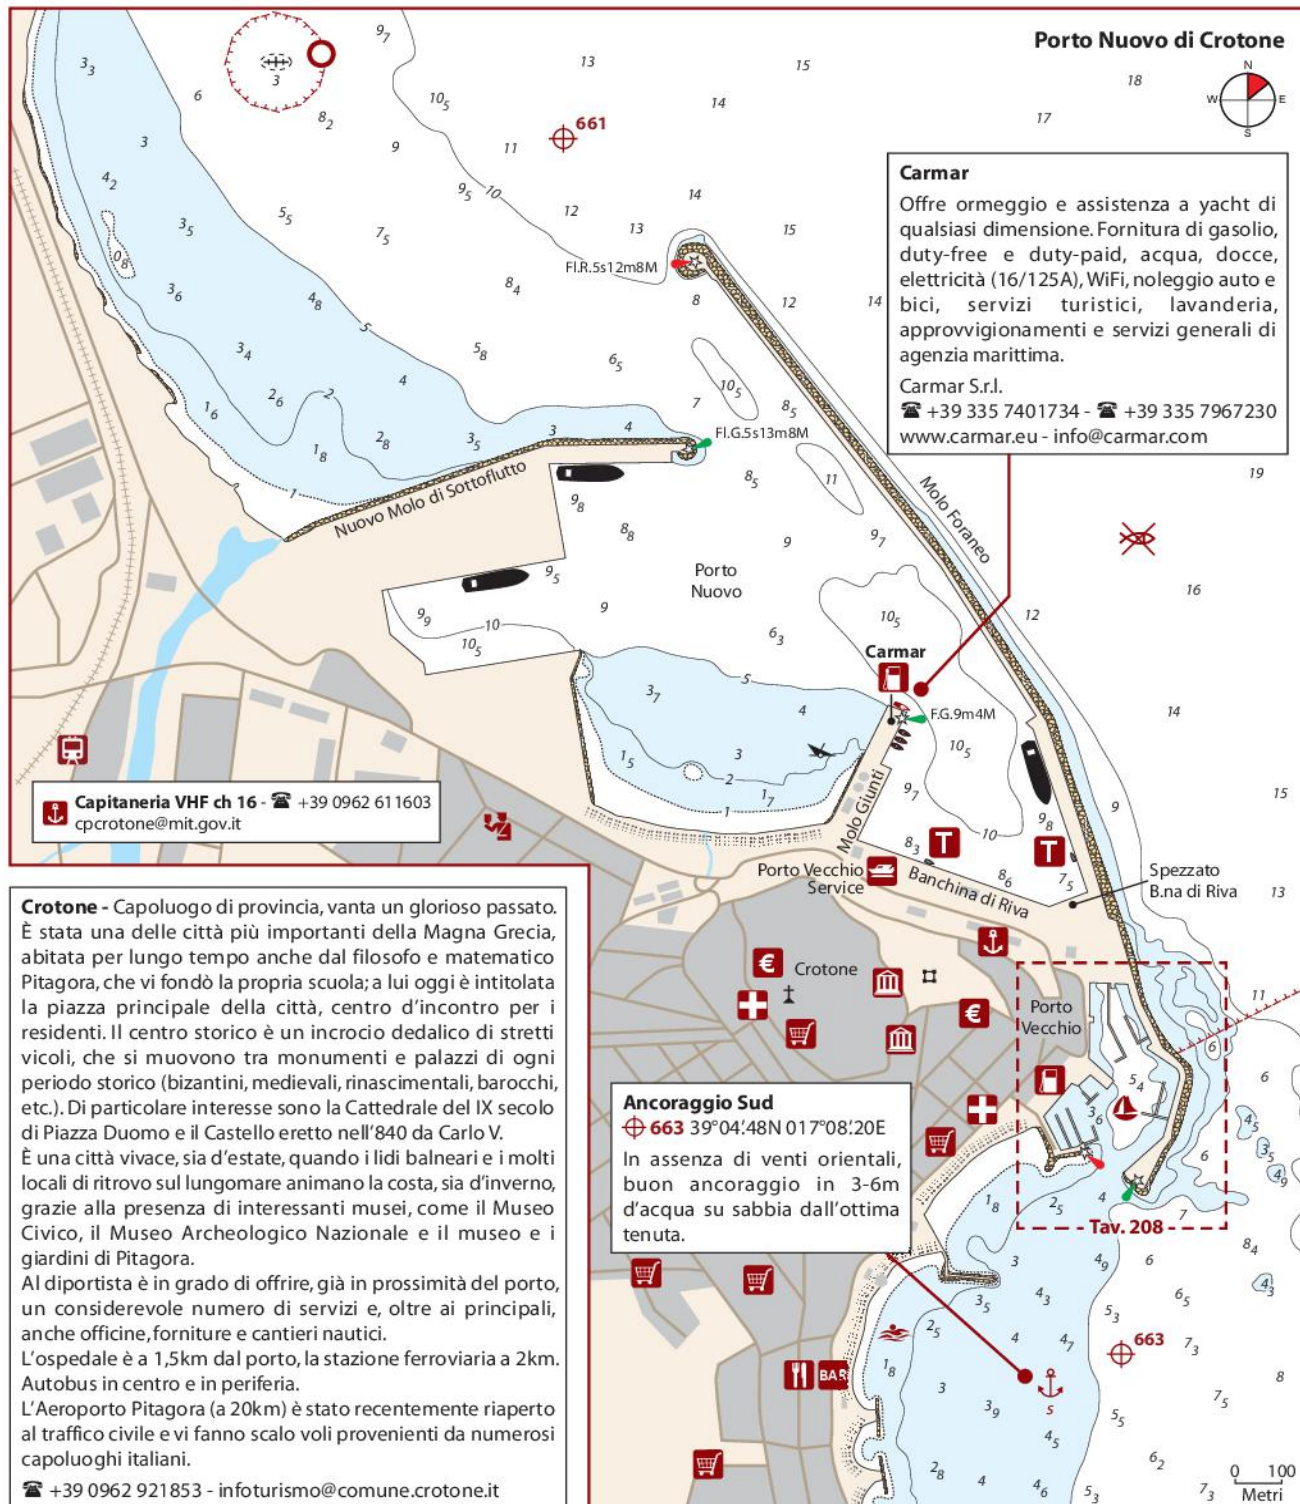 Porto Nuovo di Crotone
N
W E
S
661
Carmar
Offre ormeggio e assistenza a yacht di
qualsiasi dimensione. Fornitura di gasolio,
duty-free e duty-paid, acqua, docce,
elettricità (16/125A), WiFi, noleggio auto e
bici, servizi turistici, lavanderia,
approvvigionamenti e servizi generali di
agenzia marittima.
Carmar S.r.l.
☎ +39 335 7401734 - ☎ +39 335 7967230
www.carmar.eu - info@carmar.com
Fl.R.5s12m8M
Fl.G.5s13m8M
Nuovo Molo di Sottoflutto
Molo Foraneo
Porto
Nuovo
Carmar
F.G.9m4M
Capitaneria VHF ch 16 - ☎ +39 0962 611603
cpcrotone@mit.gov.it
Molo Giunti
T
T
Porto Vecchio
Service
Banchina di Riva
Spezzato
B.na di Riva
Crotone
Porto
Vecchio
Tav. 208
Crotone - Capoluogo di provincia, vanta un glorioso passato.
È stata una delle città più importanti della Magna Grecia,
abitata per lungo tempo anche dal filosofo e matematico
Pitagora, che vi fondò la propria scuola; a lui oggi è intitolata
la piazza principale della città, centro d'incontro per i
residenti. Il centro storico è un incrocio dedalico di stretti
vicoli, che si muovono tra monumenti e palazzi di ogni
periodo storico (bizantini, medievali, rinascimentali, barocchi,
etc.). Di particolare interesse sono la Cattedrale del IX secolo
di Piazza Duomo e il Castello eretto nell'840 da Carlo V.
È una città vivace, sia d'estate, quando i lidi balneari e i molti
locali di ritrovo sul lungomare animano la costa, sia d'inverno,
grazie alla presenza di interessanti musei, come il Museo
Civico, il Museo Archeologico Nazionale e il museo e i
giardini di Pitagora.
Al diportista è in grado di offrire, già in prossimità del porto,
un considerevole numero di servizi e, oltre ai principali,
anche officine, forniture e cantieri nautici.
L'ospedale è a 1,5km dal porto, la stazione ferroviaria a 2km.
Autobus in centro e in periferia.
L'Aeroporto Pitagora (a 20km) è stato recentemente riaperto
al traffico civile e vi fanno scalo voli provenienti da numerosi
capoluoghi italiani.
☎ +39 0962 921853 - infoturismo@comune.crotone.it
Ancoraggio Sud
663 39°04'.48N 017°08'.20E
In assenza di venti orientali,
buon ancoraggio in 3-6m
d'acqua su sabbia dall'ottima
tenuta.
663
BAR
S
0 100
Metri